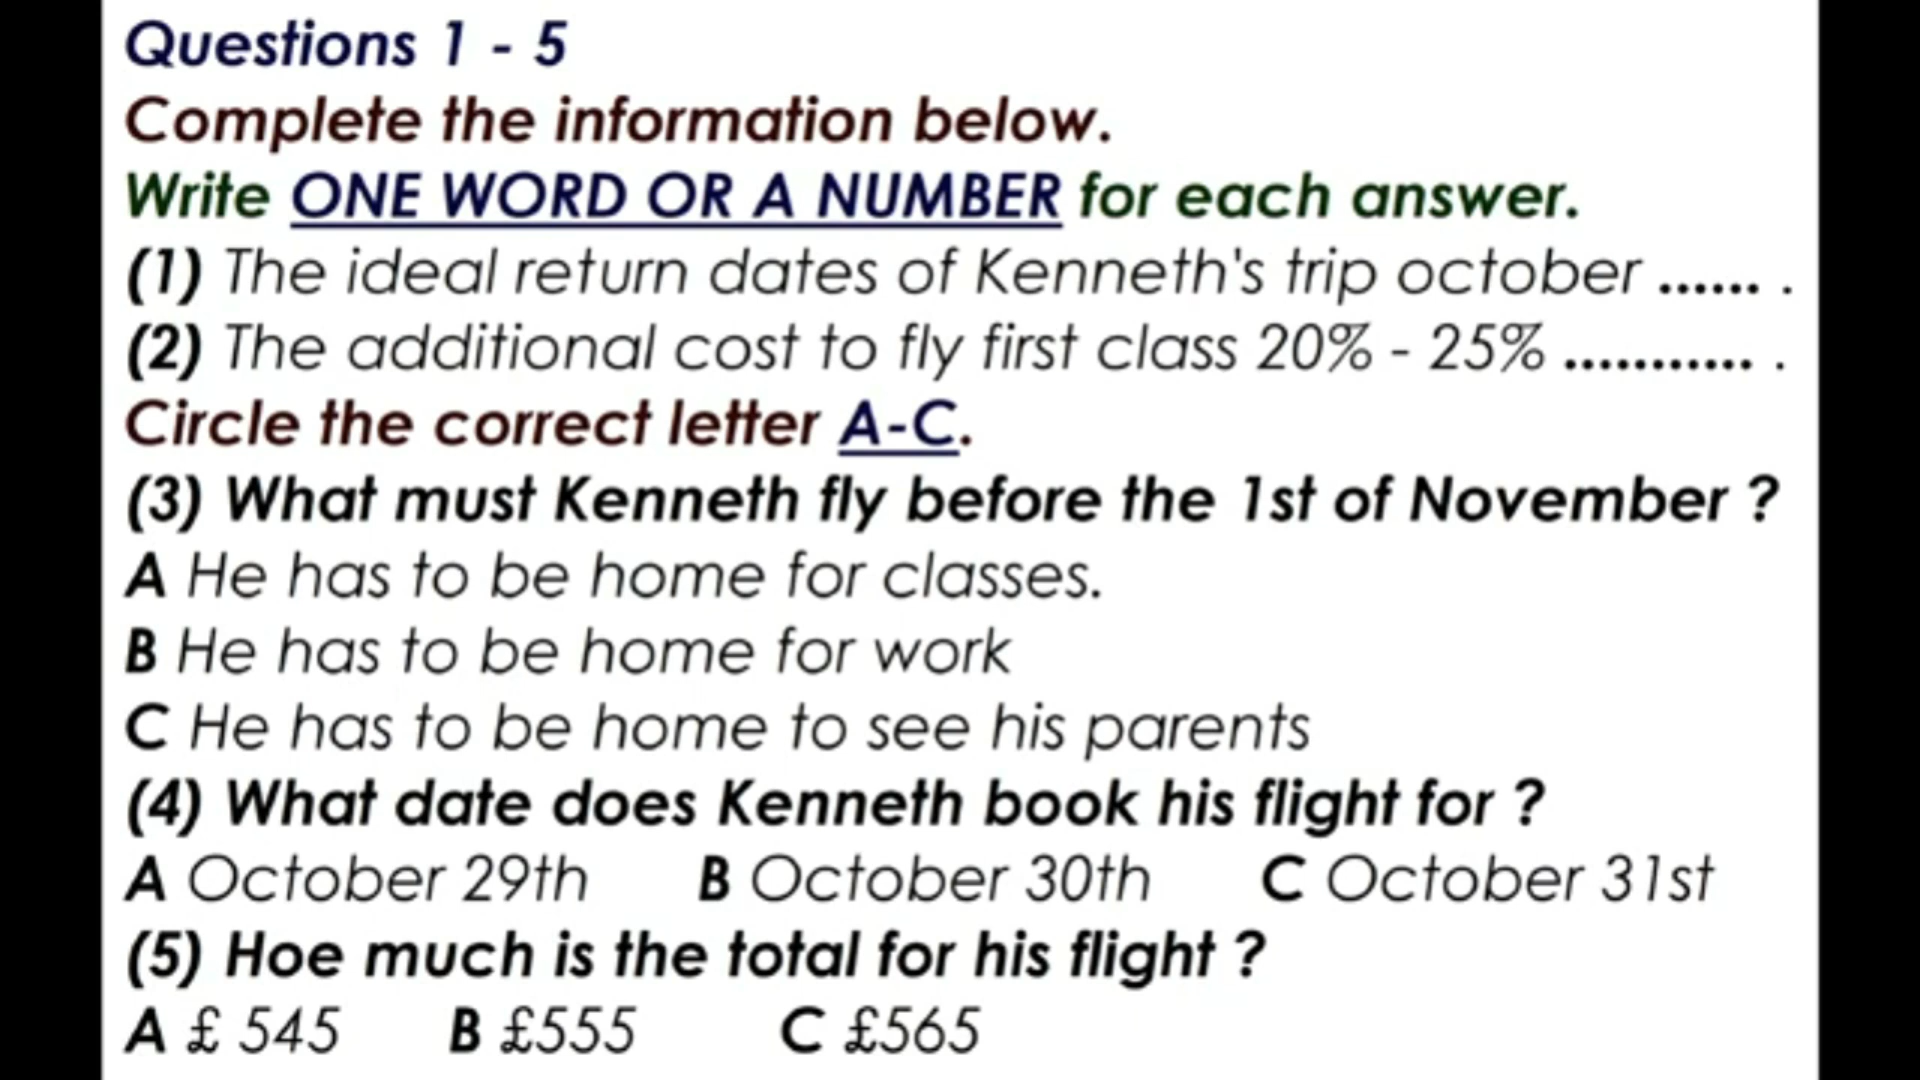 Questions 1 - 5
Complete the information below.
Write ONE WORD OR A NUMBER for each answer.
(1) The ideal return dates of Kenneth's trip october ...... .
(2) The additional cost to fly first class 20% - 25% ........... .
Circle the correct letter A-C.
(3) What must Kenneth fly before the 1st of November ?
A He has to be home for classes.
B He has to be home for work
C He has to be home to see his parents
(4) What date does Kenneth book his flight for ?
A October 29th B October 30th C October 31st
(5) Hoe much is the total for his flight ?
A £ 545 B £555 C £565